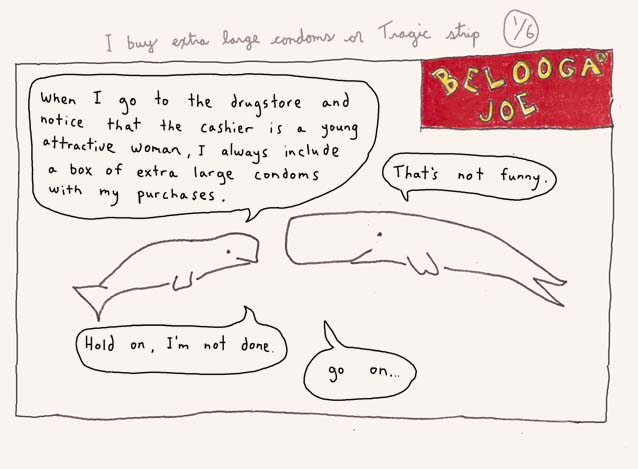 I buy extra large condoms or Tragic strip 1/6
BELOOGA
JOE
When I go to the drugstore and
notice that the cashier is a young
attractive woman, I always include
a box of extra large condoms
with my purchases.
That's not funny.
Hold on, I'm not done.
go on...